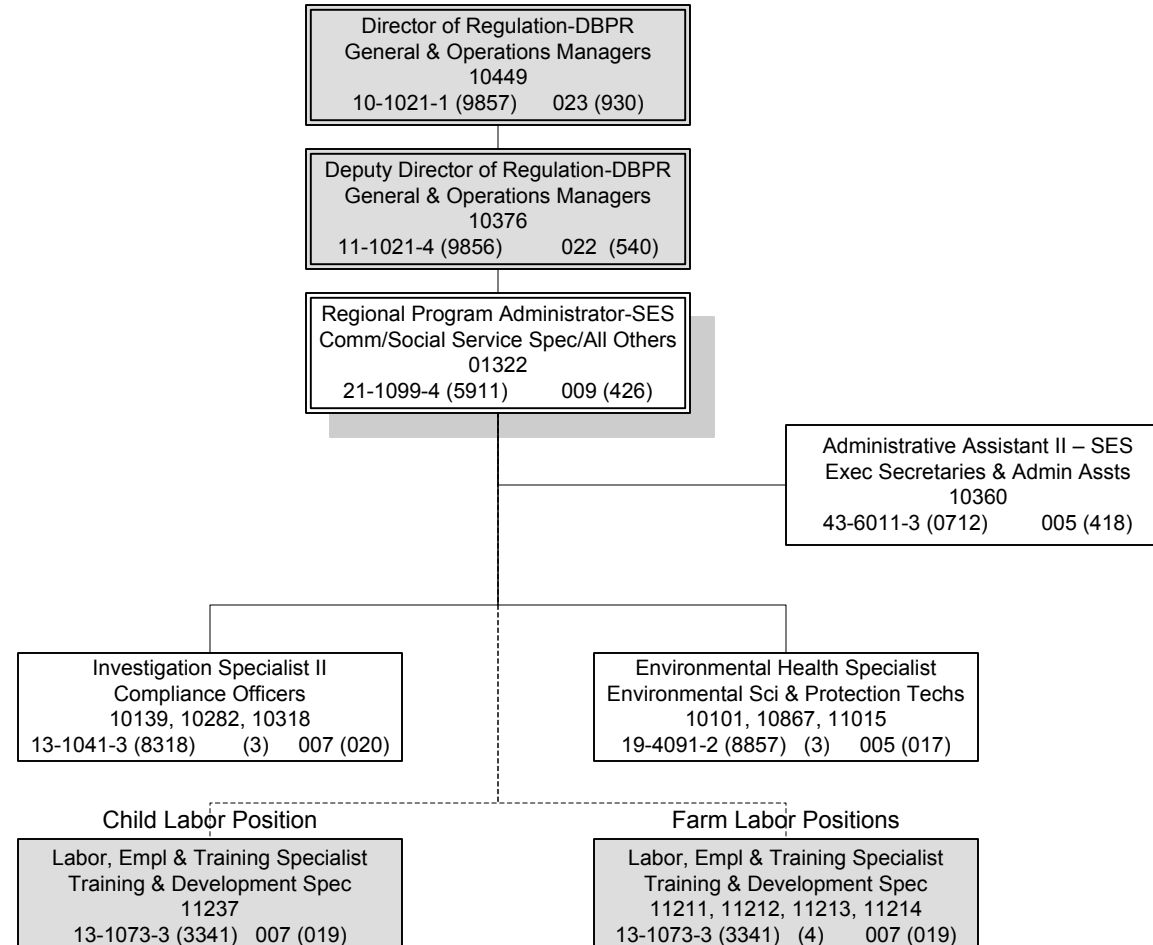 Director of Regulation-DBPR
General & Operations Managers
10449
10-1021-1 (9857) 023 (930)
Deputy Director of Regulation-DBPR
General & Operations Managers
10376
11-1021-4 (9856) 022 (540)
Regional Program Administrator-SES
Comm/Social Service Spec/All Others
01322
21-1099-4 (5911) 009 (426)
Administrative Assistant II – SES
Exec Secretaries & Admin Assts
10360
43-6011-3 (0712) 005 (418)
Investigation Specialist II
Compliance Officers
10139, 10282, 10318
13-1041-3 (8318) (3) 007 (020)
Environmental Health Specialist
Environmental Sci & Protection Techs
10101, 10867, 11015
19-4091-2 (8857) (3) 005 (017)
Child Labor Position
Labor, Empl & Training Specialist
Training & Development Spec
11237
13-1073-3 (3341) 007 (019)
Farm Labor Positions
Labor, Empl & Training Specialist
Training & Development Spec
11211, 11212, 11213, 11214
13-1073-3 (3341) (4) 007 (019)